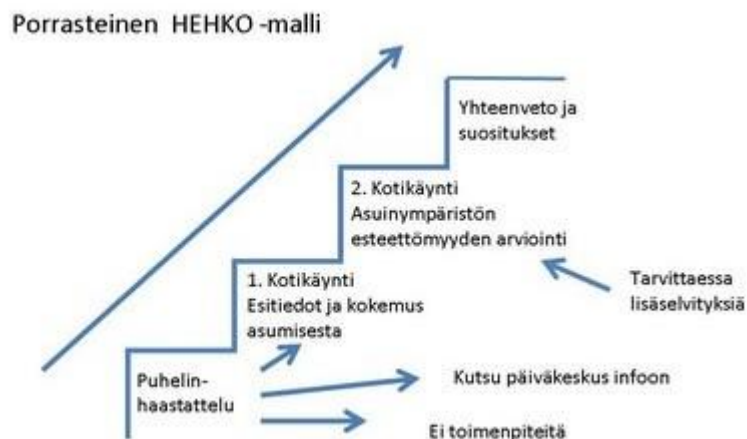 Porrasteinen HEHKO -malli
Yhteenveto ja
suositukset
2. Kotikäynti
Asuinympäristön
esteettömyyden arviointi
Tarvittaessa
lisäselvityksiä
1. Kotikäynti
Esitiedot ja kokemus
asumisesta
Puhelin-
haastattelu
Kutsu päiväkeskus infoon
Ei toimenpiteitä